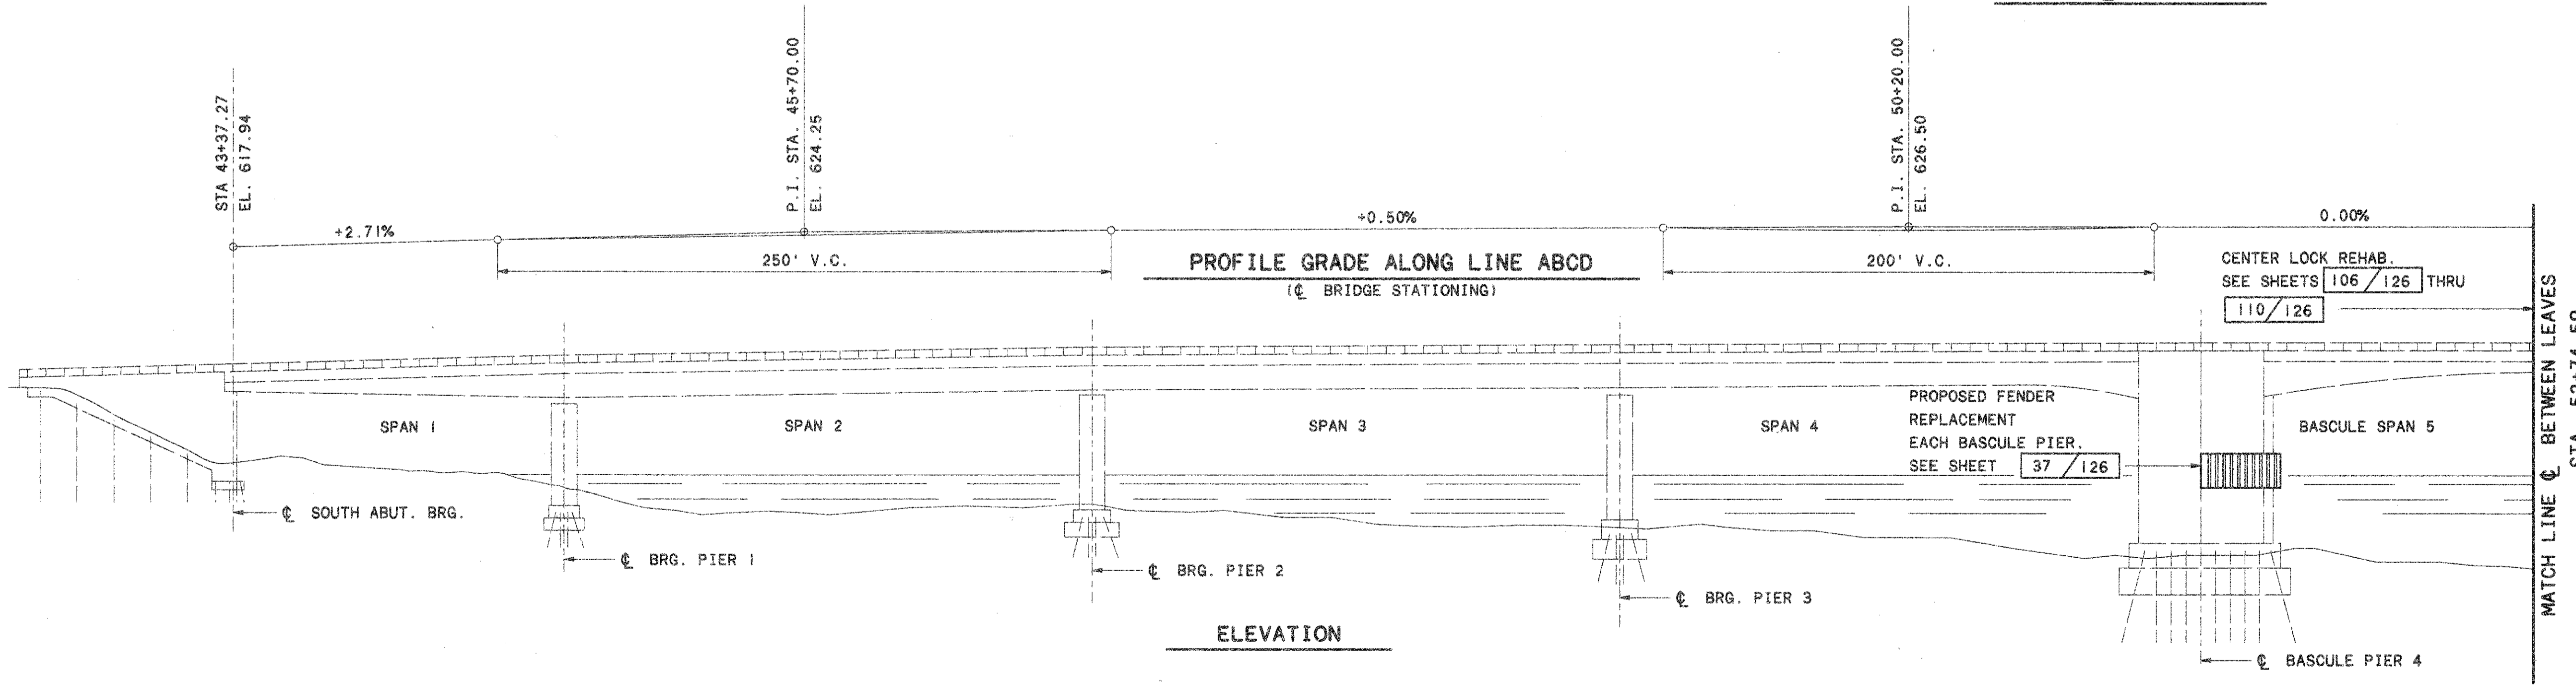 STA 43+37.27
EL. 617.94
P.I. STA. 45+70.00
EL. 624.25
P.I. STA. 50+20.00
EL. 626.50
+2.71%
+0.50%
0.00%
250' V.C.
PROFILE GRADE ALONG LINE ABCD
(℄ BRIDGE STATIONING)
200' V.C.
CENTER LOCK REHAB.
SEE SHEETS 106/126 THRU
110/126
PROPOSED FENDER
REPLACEMENT
EACH BASCULE PIER.
SEE SHEET 37/126
SPAN 1
SPAN 2
SPAN 3
SPAN 4
BASCULE SPAN 5
℄ SOUTH ABUT. BRG.
℄ BRG. PIER 1
℄ BRG. PIER 2
℄ BRG. PIER 3
℄ BASCULE PIER 4
ELEVATION
MATCH LINE ℄ BETWEEN LEAVES